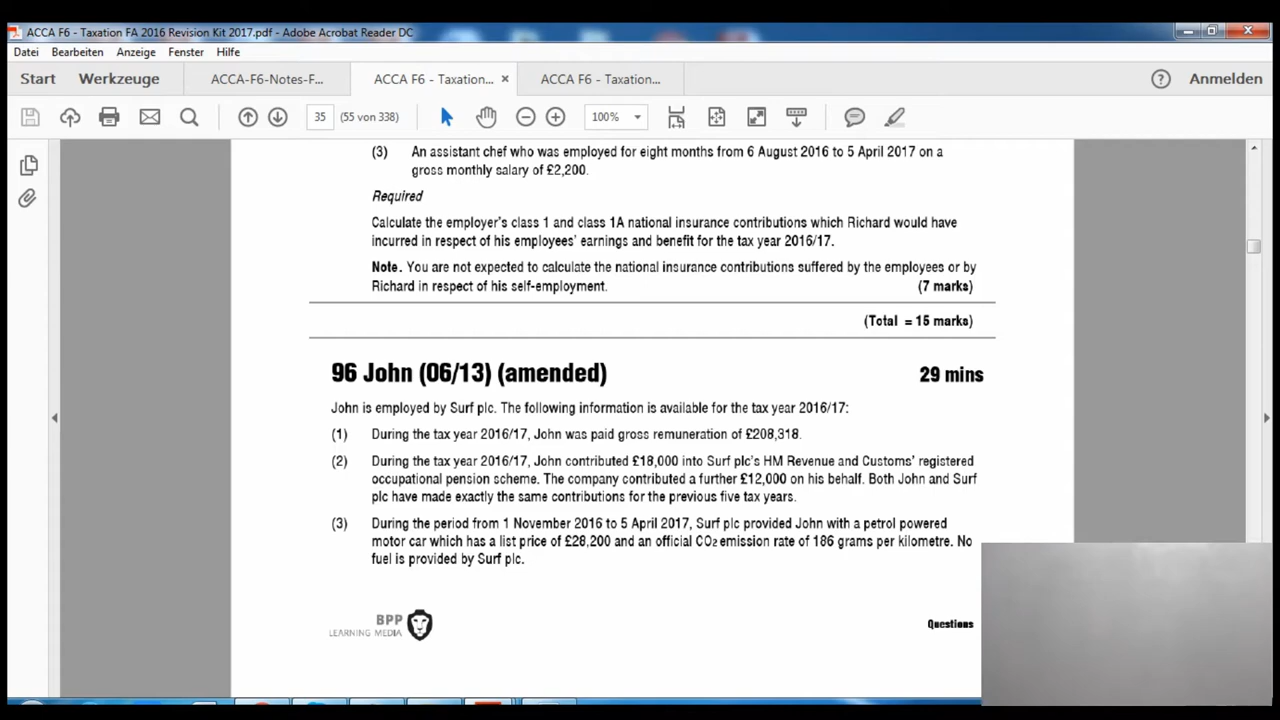 ACCA F6 - Taxation FA 2016 Revision Kit 2017.pdf - Adobe Acrobat Reader DC
Datei Bearbeiten Anzeige Fenster Hilfe
Start Werkzeuge ACCA-F6-Notes-F... ACCA F6 - Taxation... × ACCA F6 - Taxation... ? Anmelden
35 (55 von 338) 100%
(3) An assistant chef who was employed for eight months from 6 August 2016 to 5 April 2017 on a
gross monthly salary of £2,200.
Required
Calculate the employer's class 1 and class 1A national insurance contributions which Richard would have
incurred in respect of his employees' earnings and benefit for the tax year 2016/17.
Note. You are not expected to calculate the national insurance contributions suffered by the employees or by
Richard in respect of his self-employment. (7 marks)
(Total = 15 marks)
96 John (06/13) (amended) 29 mins
John is employed by Surf plc. The following information is available for the tax year 2016/17:
(1) During the tax year 2016/17, John was paid gross remuneration of £208,318.
(2) During the tax year 2016/17, John contributed £18,000 into Surf plc's HM Revenue and Customs' registered
occupational pension scheme. The company contributed a further £12,000 on his behalf. Both John and Surf
plc have made exactly the same contributions for the previous five tax years.
(3) During the period from 1 November 2016 to 5 April 2017, Surf plc provided John with a petrol powered
motor car which has a list price of £28,200 and an official CO2 emission rate of 186 grams per kilometre. No
fuel is provided by Surf plc.
BPP
LEARNING MEDIA
Questions